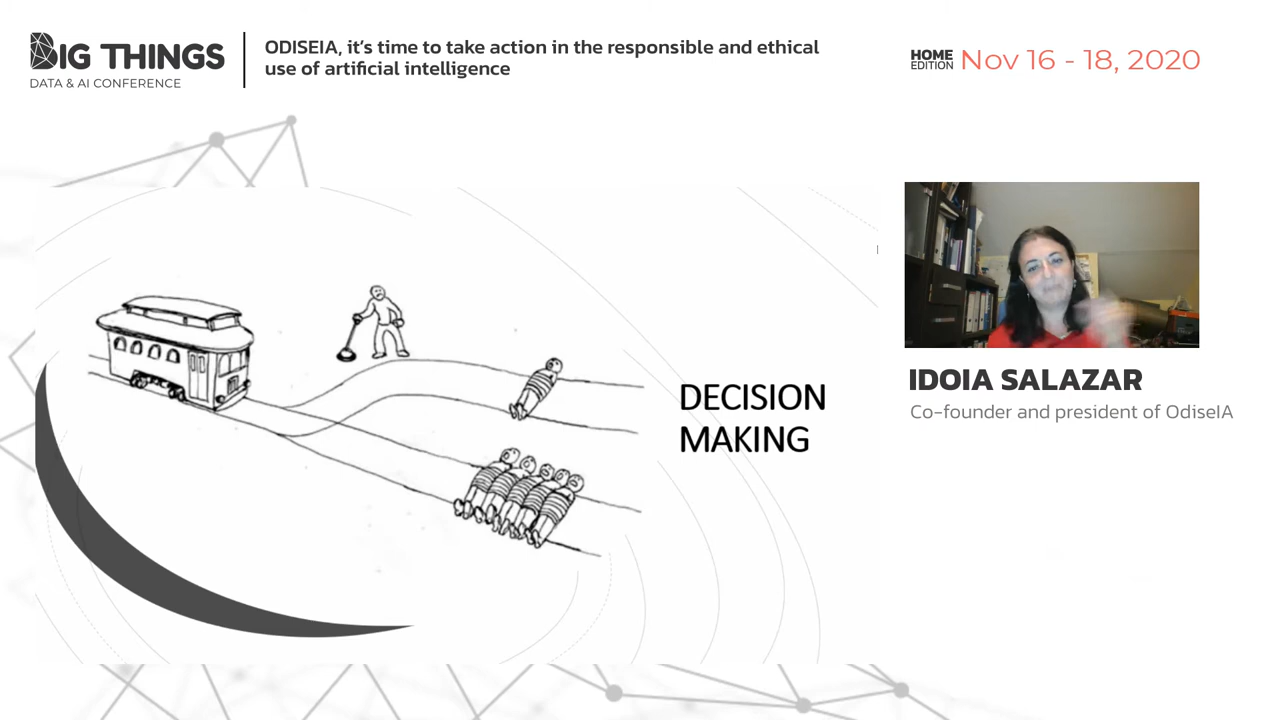 BIG THINGS
DATA & AI CONFERENCE
ODISEIA, it's time to take action in the responsible and ethical
use of artificial intelligence
HOME
EDITION
Nov 16 - 18, 2020
DECISION
MAKING
IDOIA SALAZAR
Co-founder and president of OdiseIA